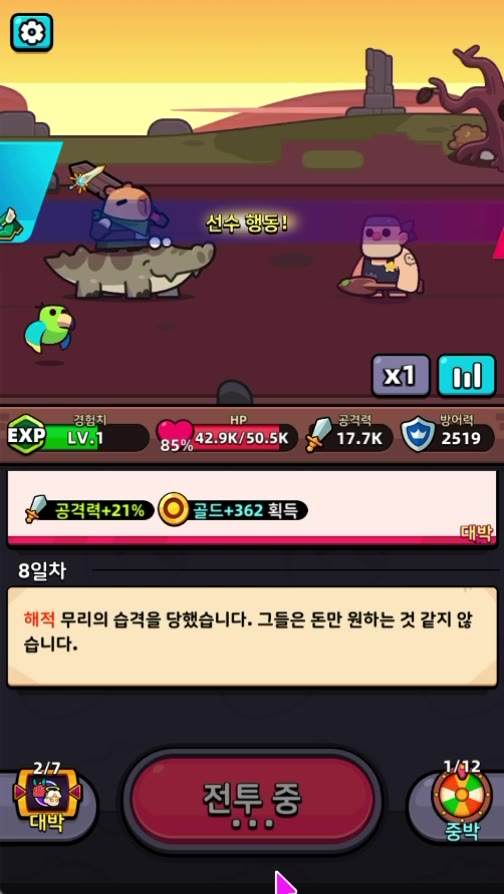 선수 행동!
x1
경험치
EXP LV.1
HP
85% 42.9K/50.5K
공격력
17.7K
방어력
2519
공격력+21% 골드+362 획득
대박
8일차
해적 무리의 습격을 당했습니다. 그들은 돈만 원하는 것 같지 않
습니다.
2/7
대박
전투 중
...
1/12
중박